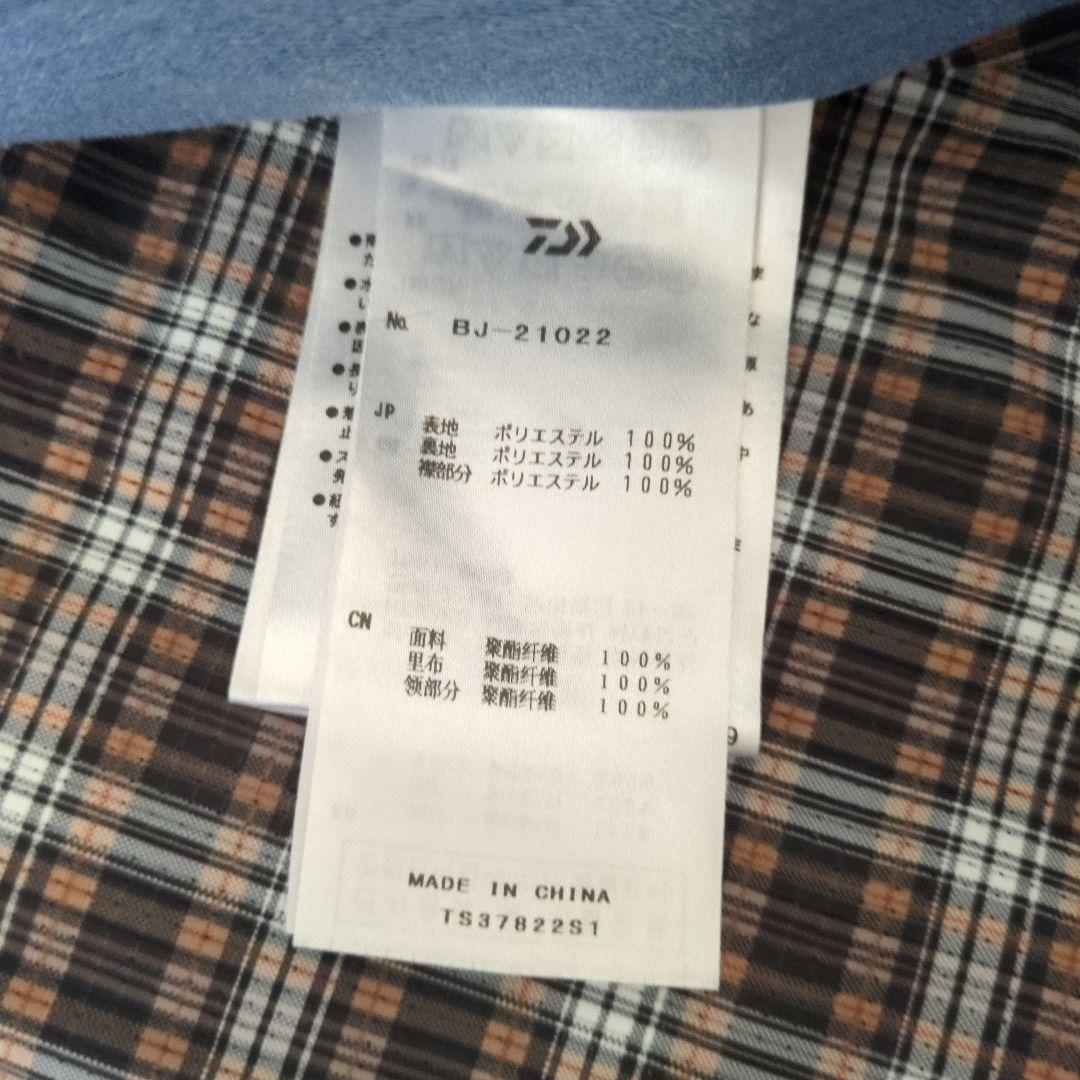 No. BJ-21022
JP
表地 ポリエステル 100%
裏地 ポリエステル 100%
襟部分 ポリエステル 100%
CN
面料 聚酯纤维 100%
里布 聚酯纤维 100%
领部分 聚酯纤维 100%
MADE IN CHINA
TS37822S1